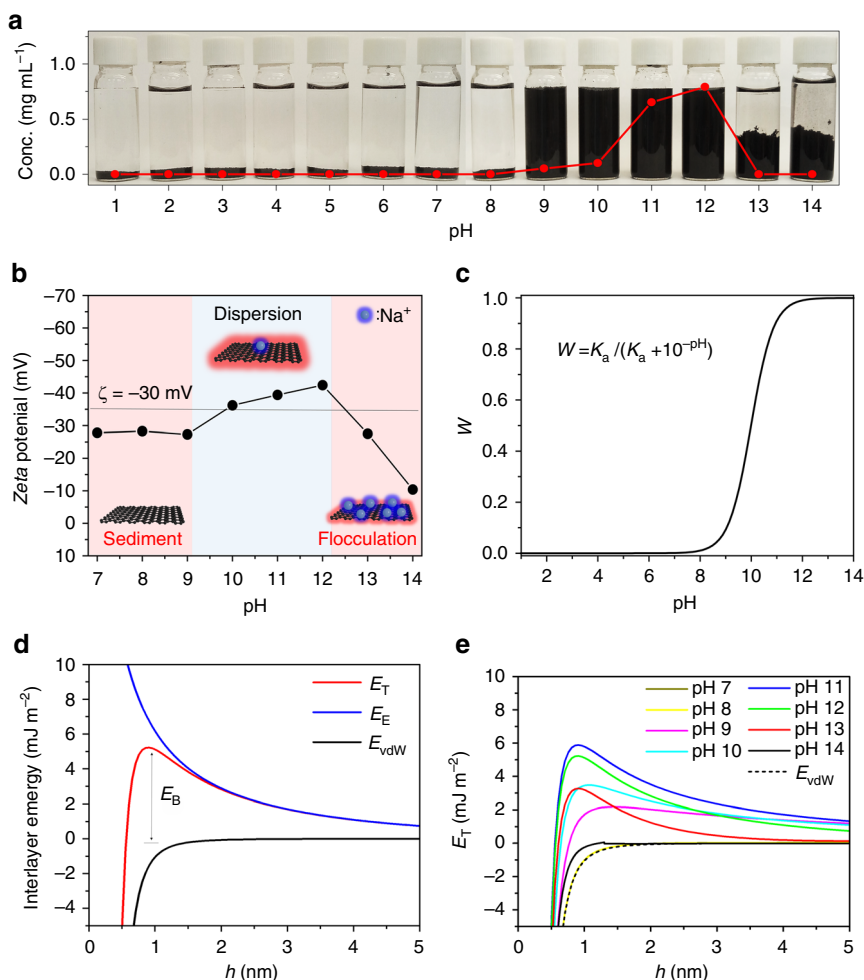 a
Conc. (mg mL⁻¹)
1.0
0.5
0.0
1 2 3 4 5 6 7 8 9 10 11 12 13 14
pH
b
Zeta potential (mV)
−70
−60
−50
−40
−30
−20
−10
0
10
Dispersion
:Na⁺
ζ = −30 mV
Sediment
Flocculation
7 8 9 10 11 12 13 14
pH
c
W
1.0
0.8
0.6
0.4
0.2
0.0
W =Kₐ /(Kₐ +10^−pH)
2 4 6 8 10 12 14
pH
d
Interlayer emergy (mJ m⁻²)
10
8
6
4
2
0
−2
−4
E_T
E_E
E_vdW
E_B
0 1 2 3 4 5
h (nm)
e
E_T (mJ m⁻²)
10
8
6
4
2
0
−2
−4
pH 7 pH 11
pH 8 pH 12
pH 9 pH 13
pH 10 pH 14
E_vdW
0 1 2 3 4 5
h (nm)